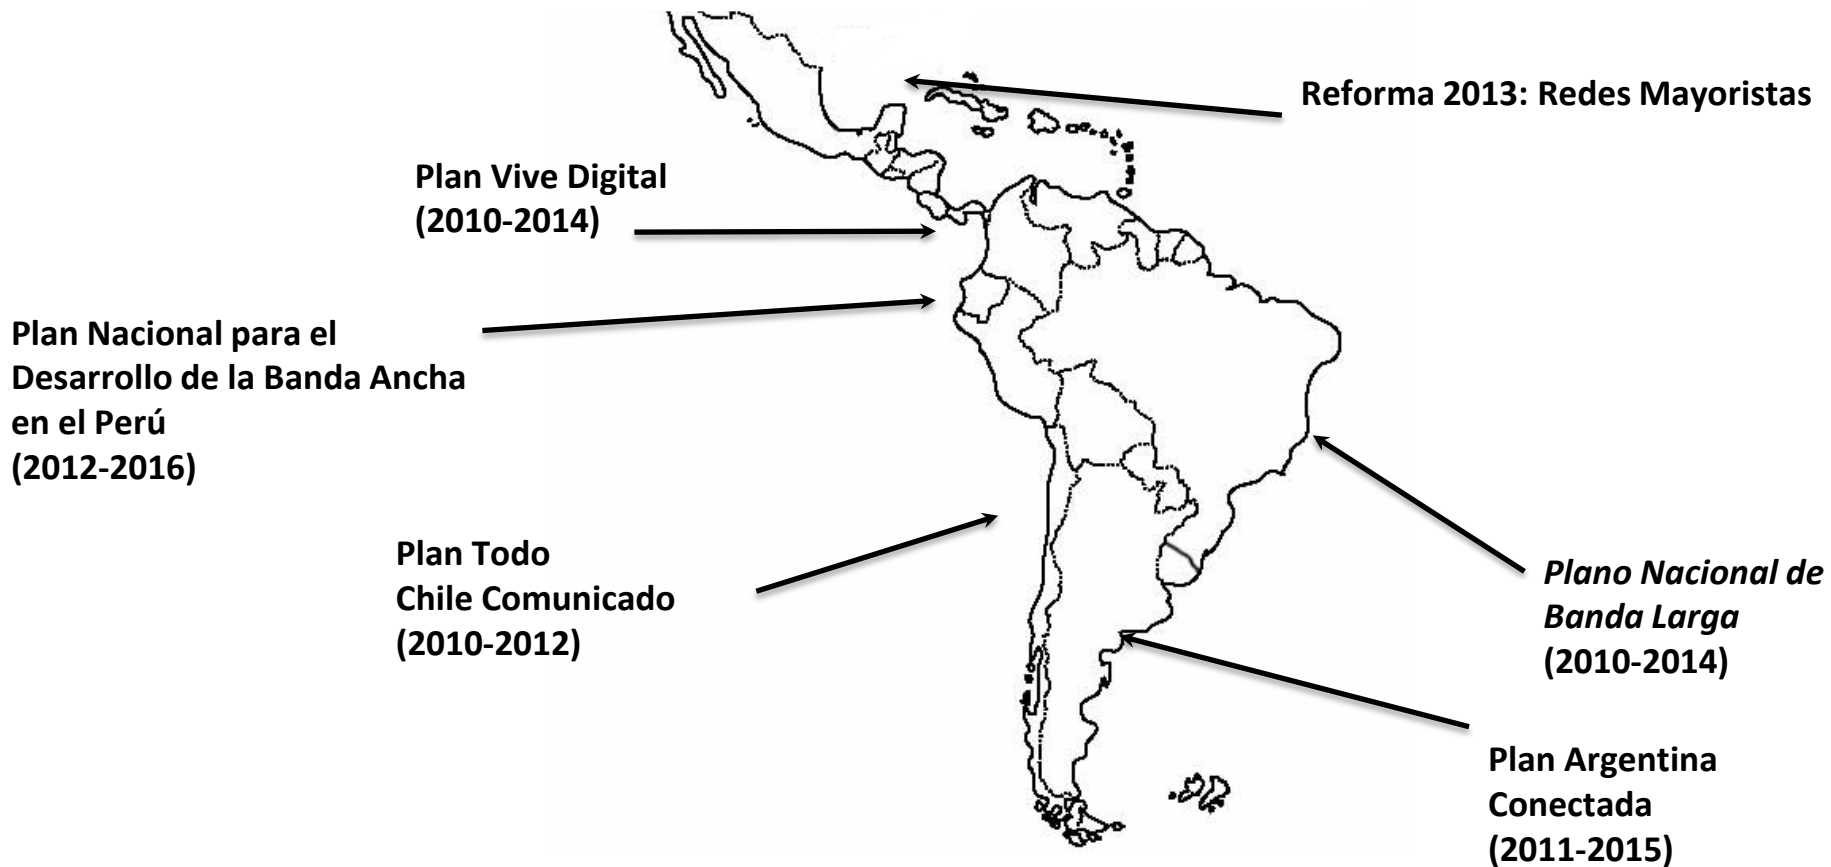 Reforma 2013: Redes Mayoristas
Plan Vive Digital
(2010-2014)
Plan Nacional para el
Desarrollo de la Banda Ancha
en el Perú
(2012-2016)
Plan Todo
Chile Comunicado
(2010-2012)
Plano Nacional de
Banda Larga
(2010-2014)
Plan Argentina
Conectada
(2011-2015)